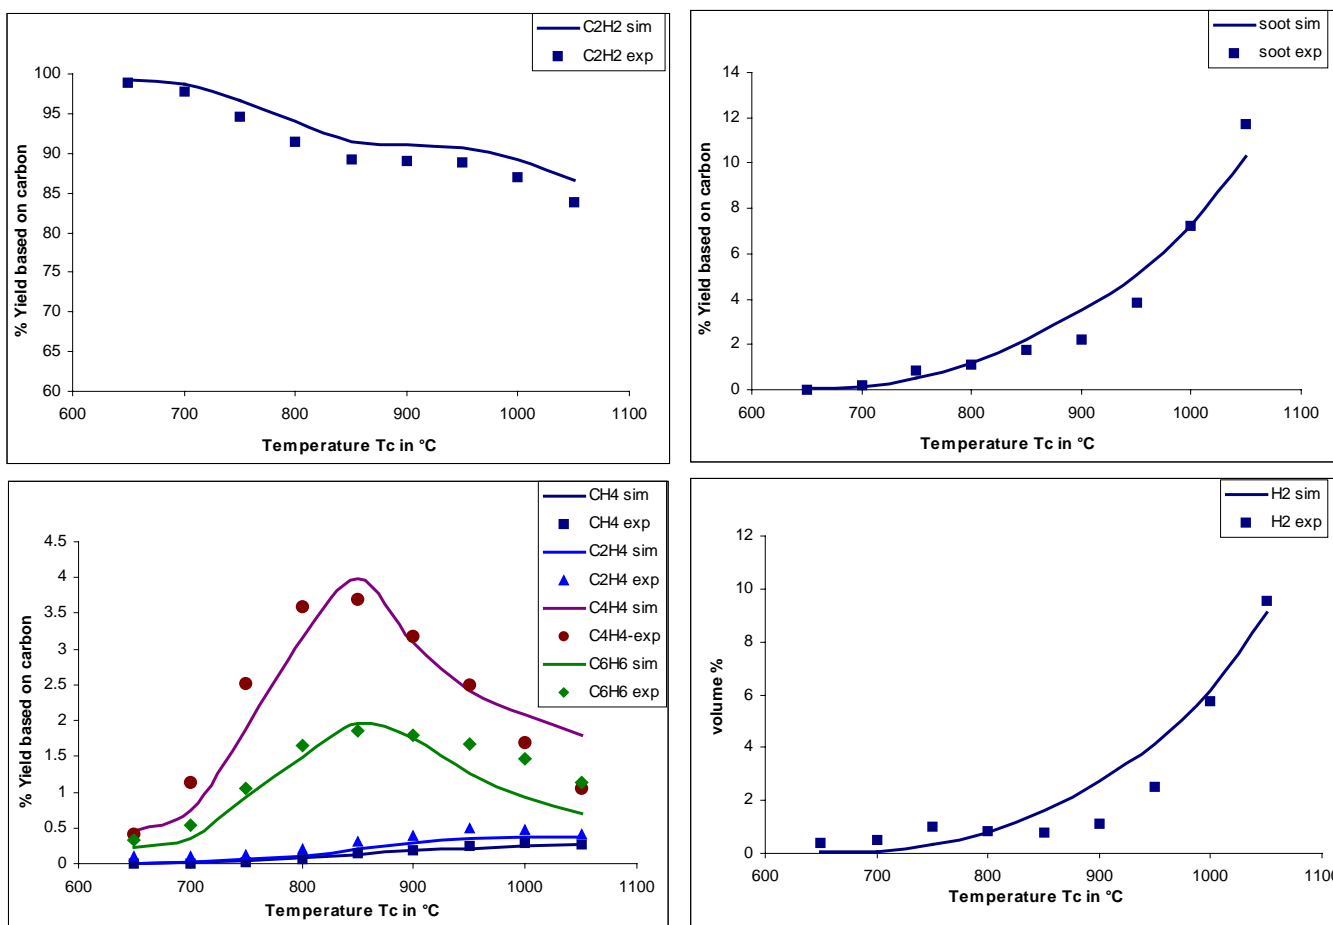 C2H2 sim
C2H2 exp
% Yield based on carbon
100
95
90
85
80
75
70
65
60
600 700 800 900 1000 1100
Temperature Tc in °C
soot sim
soot exp
% Yield based on carbon
14
12
10
8
6
4
2
0
600 700 800 900 1000 1100
Temperature Tc in °C
CH4 sim
CH4 exp
C2H4 sim
C2H4 exp
C4H4 sim
C4H4-exp
C6H6 sim
C6H6 exp
% Yield based on carbon
4.5
4
3.5
3
2.5
2
1.5
1
0.5
0
600 700 800 900 1000 1100
Temperature Tc in °C
H2 sim
H2 exp
volume %
12
10
8
6
4
2
0
600 700 800 900 1000
Temperature Tc in °C